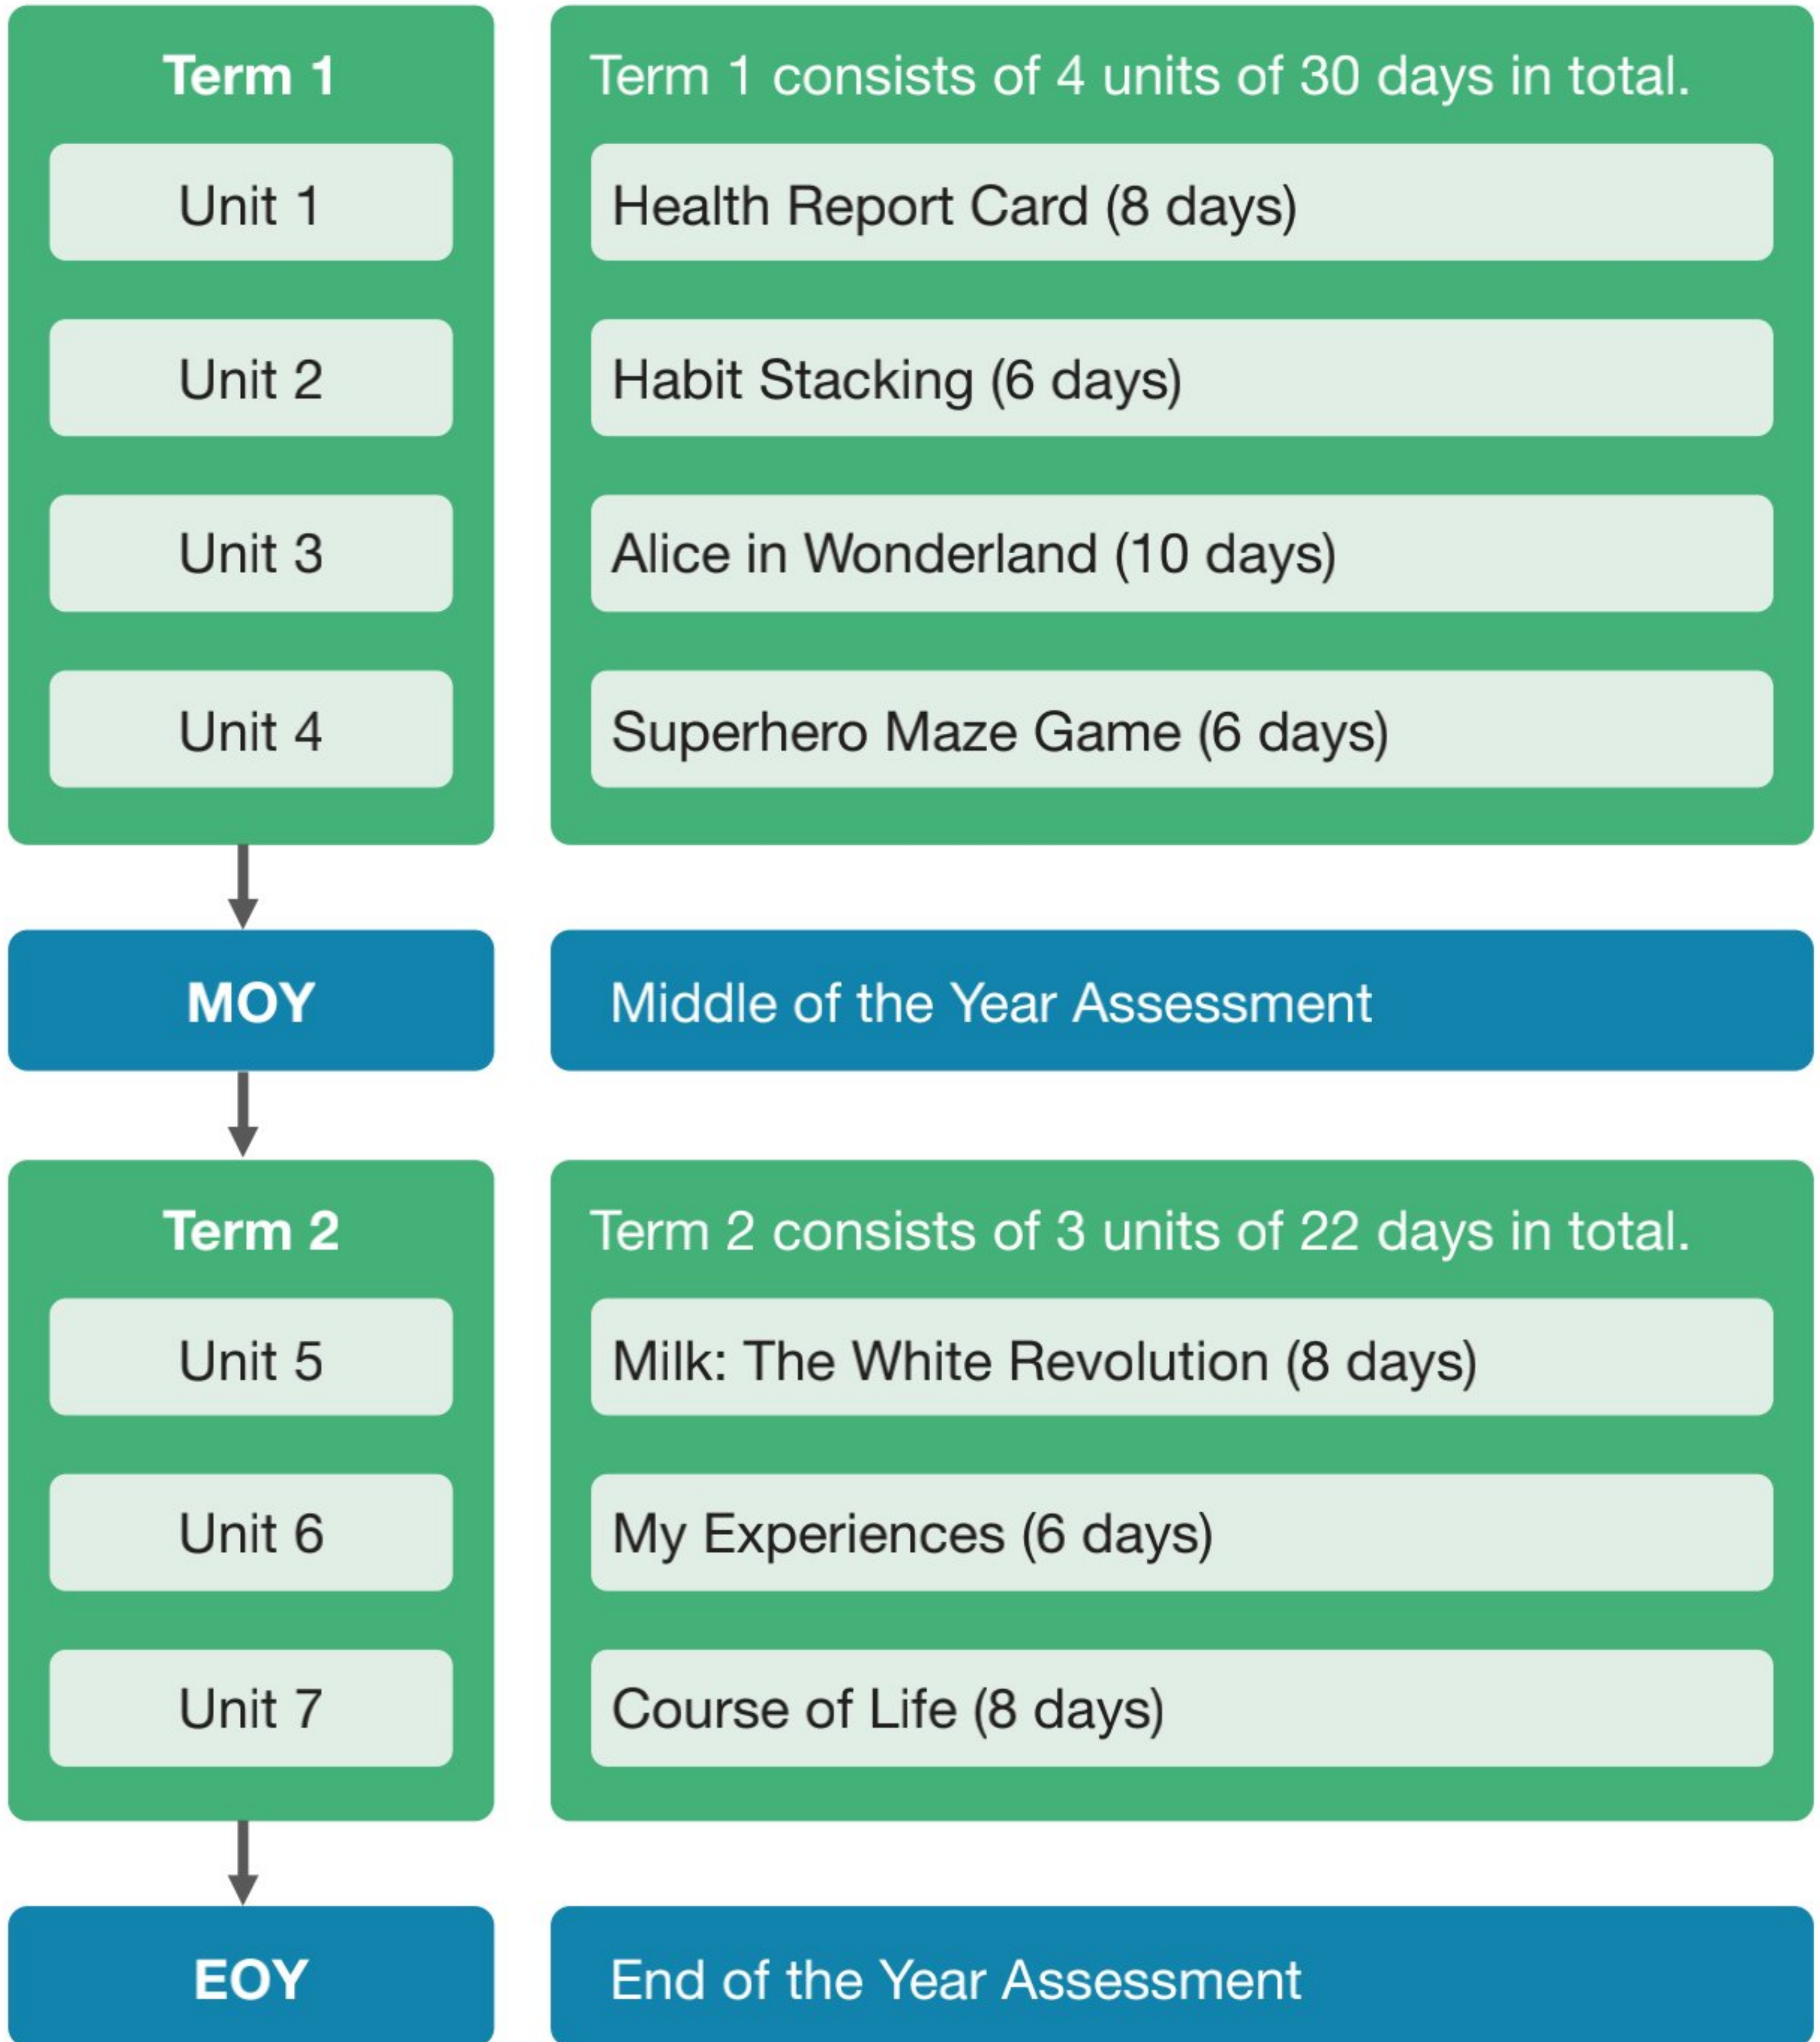 Term 1
Term 1 consists of 4 units of 30 days in total.
Unit 1
Health Report Card (8 days)
Unit 2
Habit Stacking (6 days)
Unit 3
Alice in Wonderland (10 days)
Unit 4
Superhero Maze Game (6 days)
MOY
Middle of the Year Assessment
Term 2
Term 2 consists of 3 units of 22 days in total.
Unit 5
Milk: The White Revolution (8 days)
Unit 6
My Experiences (6 days)
Unit 7
Course of Life (8 days)
EOY
End of the Year Assessment